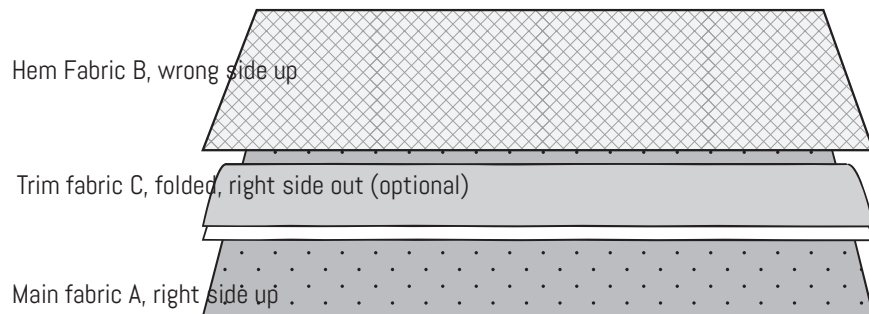 Hem Fabric B, wrong side up
Trim fabric C, folded, right side out (optional)
Main fabric A, right side up